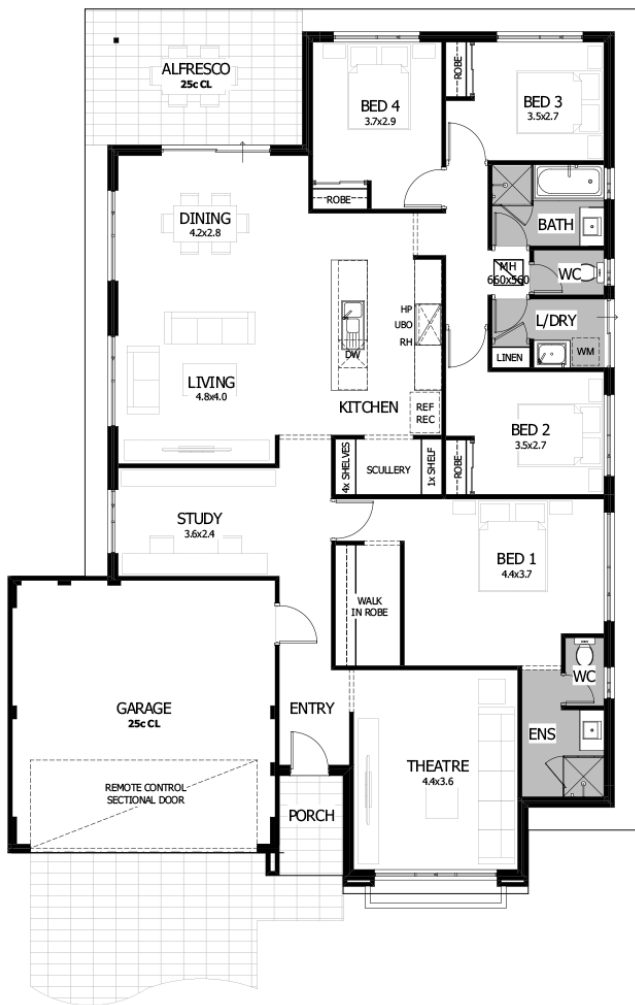 ALFRESCO
25c CL
BED 4
3.7x2.9
ROBE
BED 3
3.5x2.7
ROBE
DINING
4.2x2.8
BATH
MH
660x560
WC
HP
UBO
RH
DW
L/DRY
LINEN
WM
LIVING
4.8x4.0
KITCHEN
REF
REC
BED 2
3.5x2.7
4x SHELVES
SCULLERY
1x SHELF
ROBE
STUDY
3.6x2.4
BED 1
4.4x3.7
WALK
IN ROBE
WC
GARAGE
25c CL
ENTRY
ENS
THEATRE
4.4x3.6
REMOTE CONTROL
SECTIONAL DOOR
PORCH